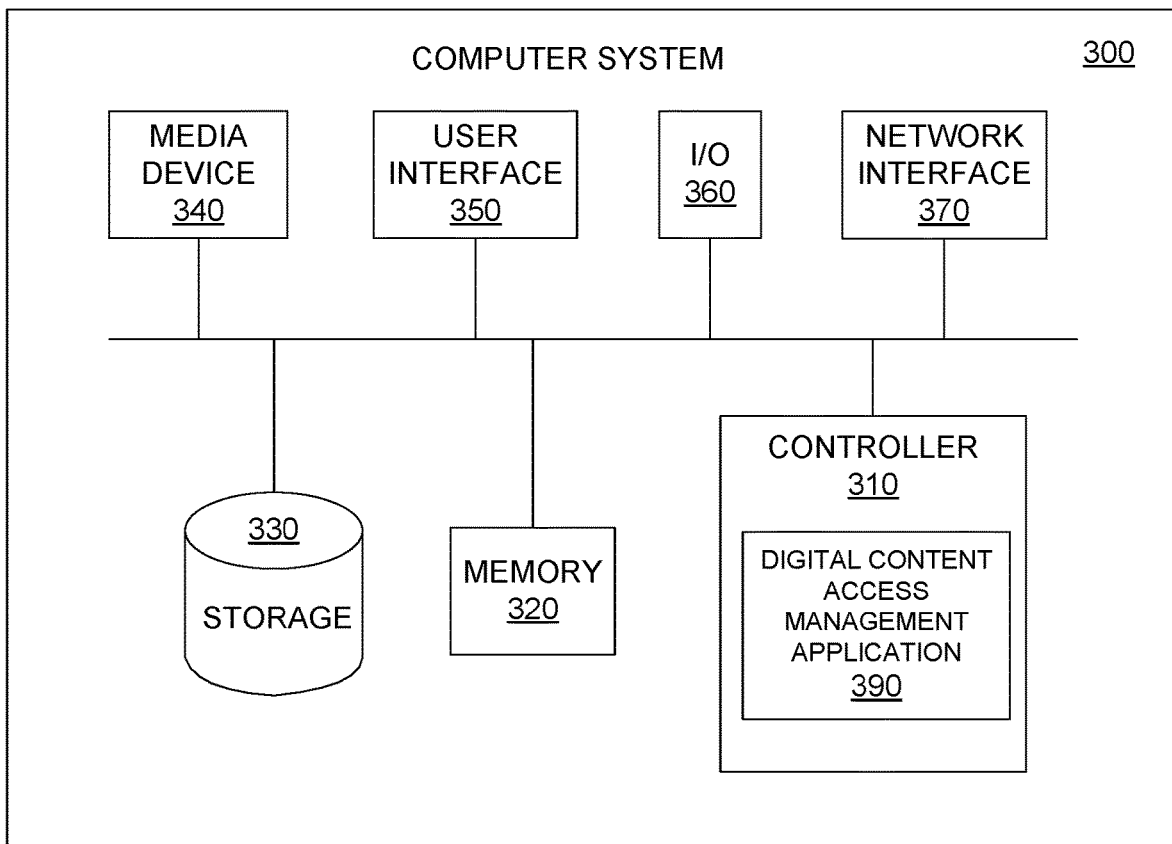 COMPUTER SYSTEM
300
MEDIA
DEVICE
340
USER
INTERFACE
350
I/O
360
NETWORK
INTERFACE
370
330
STORAGE
MEMORY
320
CONTROLLER
310
DIGITAL CONTENT
ACCESS
MANAGEMENT
APPLICATION
390